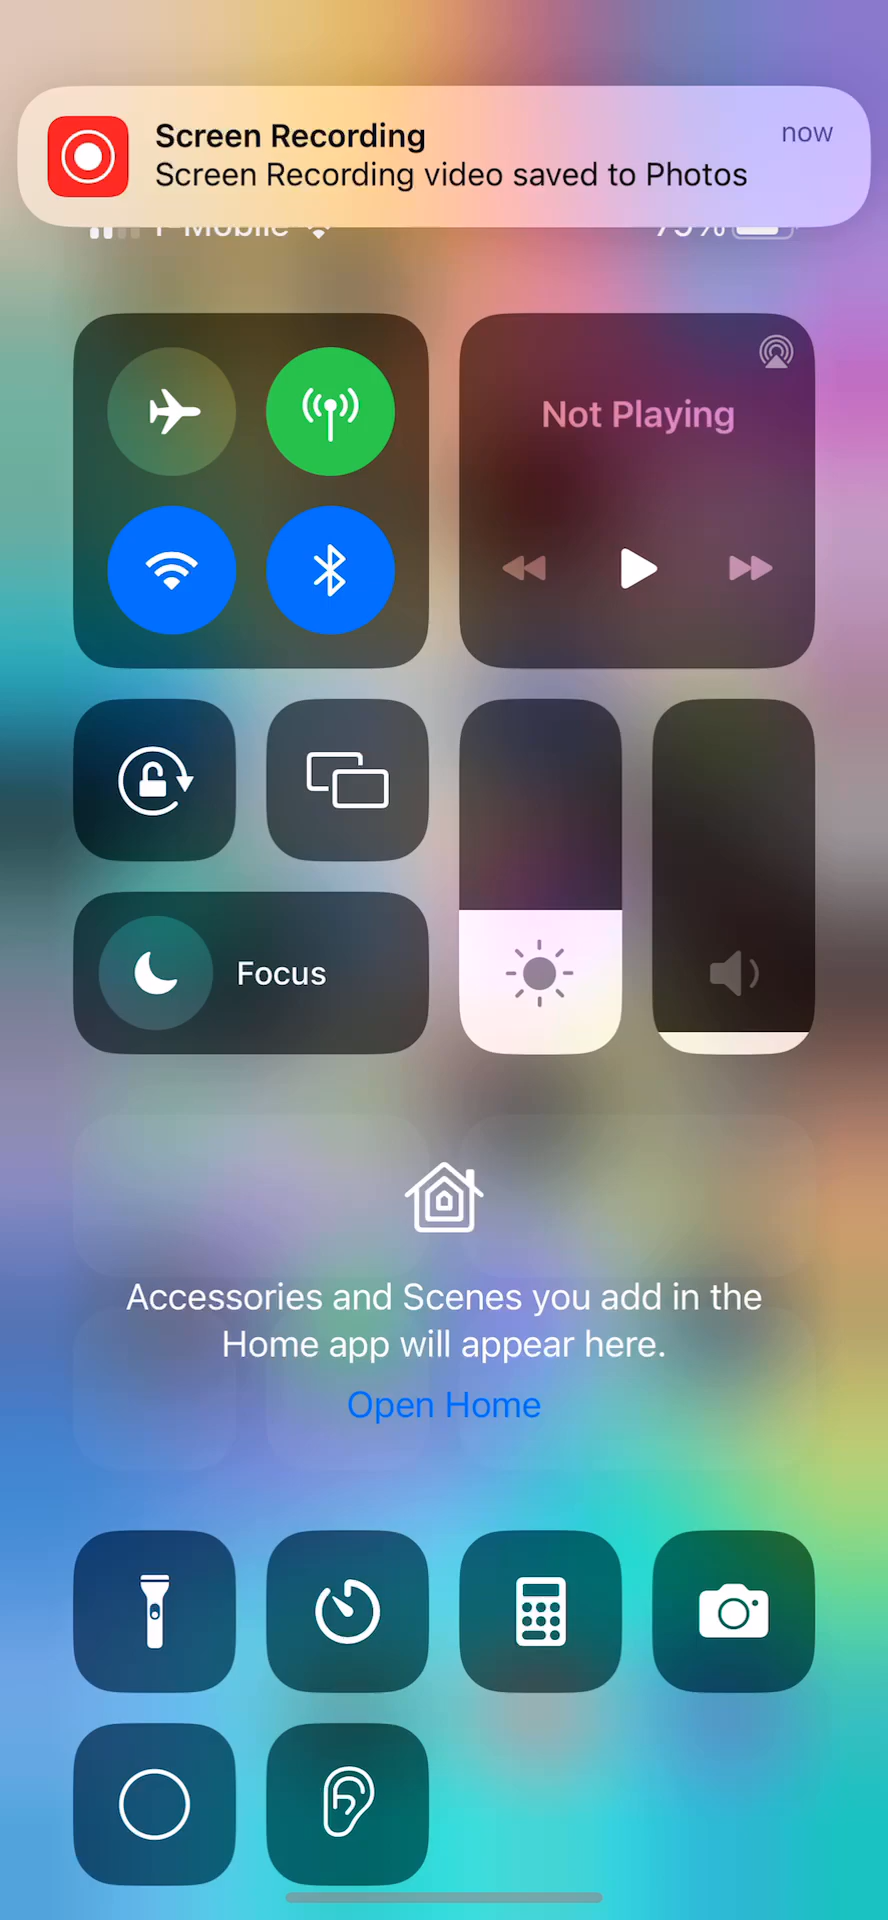 Screen Recording
now
Screen Recording video saved to Photos
Not Playing
Focus
Accessories and Scenes you add in the
Home app will appear here.
Open Home